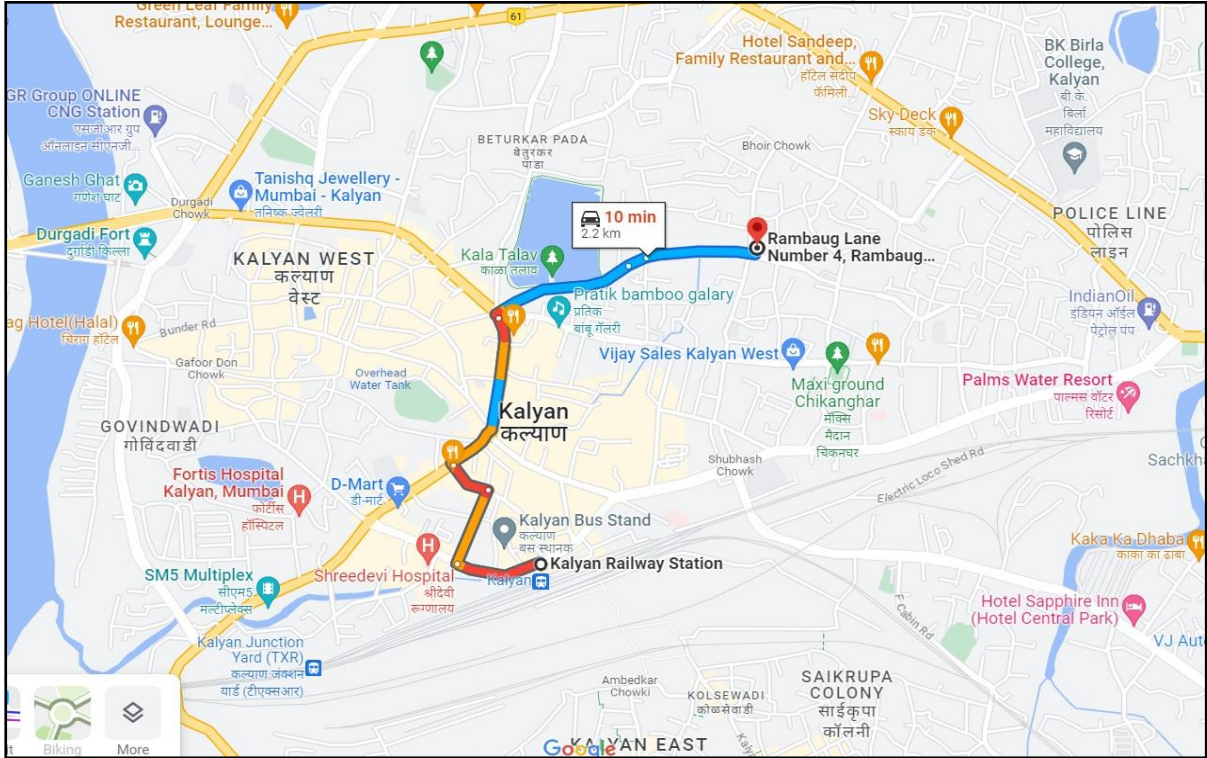 Green Leaf Family
Restaurant, Lounge...
61
Hotel Sandeep,
Family Restaurant and...
हॉटेल संदीप
फॅमिली...
BK Birla
College,
Kalyan
बी.के.
बिर्ला
महाविद्यालय
GR Group ONLINE
CNG Station
एसजीआर ग्रुप
ऑनलाइन सीएनजी...
Sky Deck
स्काय डेक
BETURKAR PADA
बेतुरकर
पाडा
Bhoir Chowk
Ganesh Ghat
गणेश घाट
Tanishq Jewellery -
Mumbai - Kalyan
तनिष्क ज्वेलरी
Durgadi
Chowk
Durgadi Fort
दुर्गाडी किल्ला
10 min
2.2 km
POLICE LINE
पोलिस
लाइन
Rambaug Lane
Number 4, Rambaug...
KALYAN WEST
कल्याण
वेस्ट
Kala Talav
काळा तलाव
Pratik bamboo galary
प्रतिक
बांबू गॅलरी
IndianOil
इंडियन ऑईल
पेट्रोल पंप
ag Hotel(Halal)
चिराग हॉटेल
Bunder Rd
Gafoor Don
Chowk
Overhead
Water Tank
Vijay Sales Kalyan West
Maxi ground
Chikanghar
मॅक्सि
मैदान
चिकनघर
Palms Water Resort
पाल्मस वॉटर
रिसोर्ट
Kalyan
कल्याण
GOVINDWADI
गोविंदवाडी
Shubhash
Chowk
Sachkha
Electric Loco Shed Rd
Fortis Hospital
Kalyan, Mumbai
फोर्टीस
हॉस्पिटल
D-Mart
डी-मार्ट
Kalyan Bus Stand
कल्याण
बस स्थानक
Kaka Ka Dhaba
काका का ढाबा
Kalyan Railway Station
Kalyan
Shreedevi Hospital
श्रीदेवी
रूग्णालय
SM5 Multiplex
सीएम5
मल्टीप्लेक्स
F Cabin Rd
Hotel Sapphire Inn
(Hotel Central Park)
VJ Aut
Kalyan Junction
Yard (TXR)
कल्याण जंक्शन
यार्ड (टीएक्सआर)
Ambedkar
Chowki
KOLSEWADI
कोळसेवाडी
SAIKRUPA
COLONY
साईकृपा
कॉलनी
Biking
More
Google
KALYAN EAST